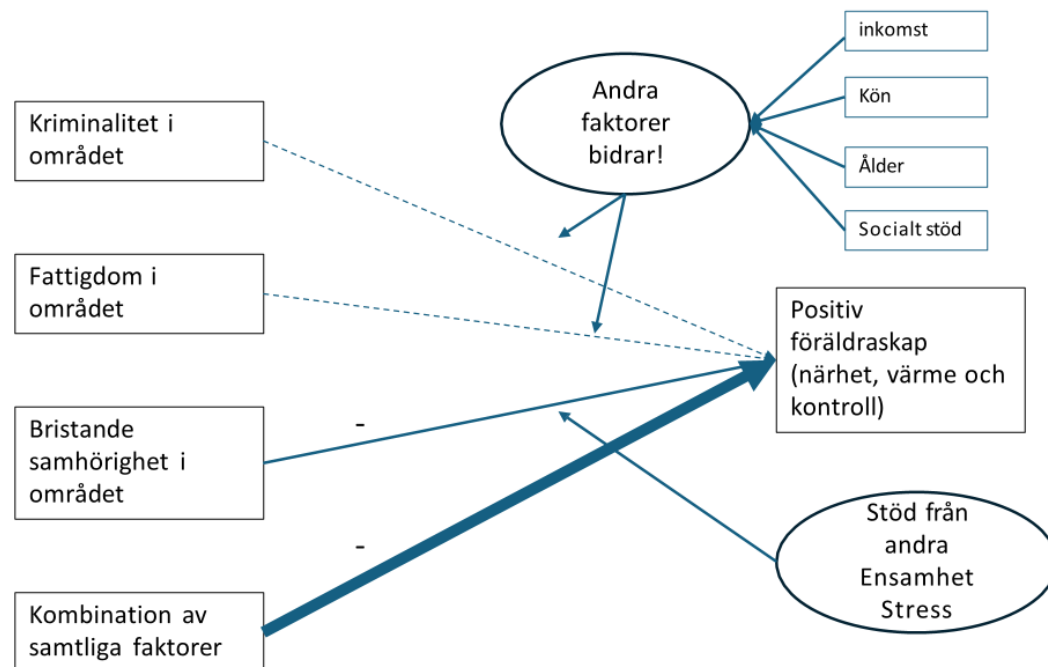 inkomst
Andra
faktorer
bidrar!
Kön
Kriminalitet i
området
Ålder
Socialt stöd
Fattigdom i
området
Positiv
föräldraskap
(närhet, värme och
kontroll)
Bristande
samhörighet i
området
-
-
Stöd från
andra
Ensamhet
Stress
Kombination av
samtliga faktorer